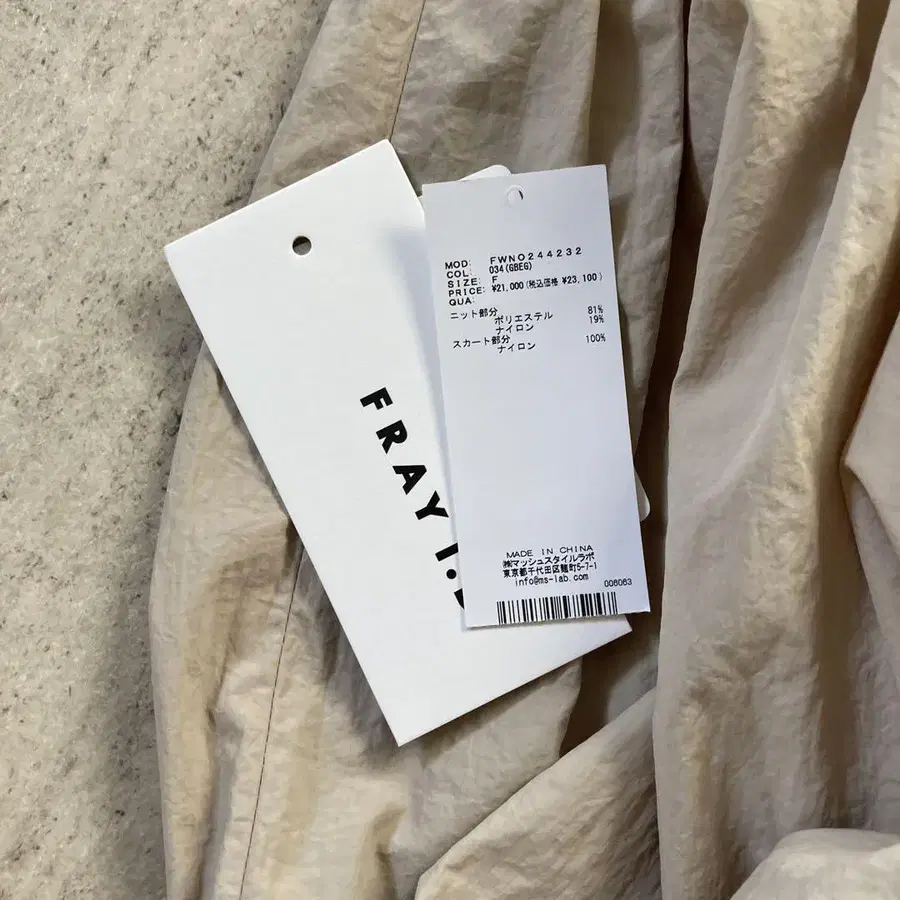 FRAY I.
MOD: FWNO244232
COL: 034(GBEG)
SIZE: F
PRICE: ¥21,000(税込価格 ¥23,100)
QUA:
ニット部分
ポリエステル 81%
ナイロン 19%
スカート部分
ナイロン 100%
MADE IN CHINA
㈱マッシュスタイルラボ
東京都千代田区麹町5-7-1
info@ms-lab.com
006063